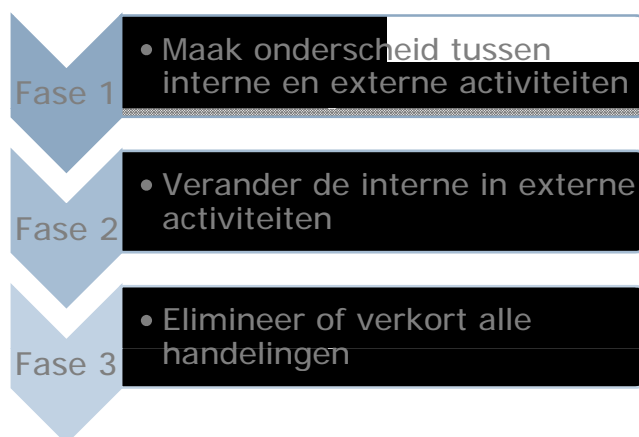 Fase 1
• Maak onderscheid tussen
interne en externe activiteiten
Fase 2
• Verander de interne in externe
activiteiten
Fase 3
• Elimineer of verkort alle
handelingen